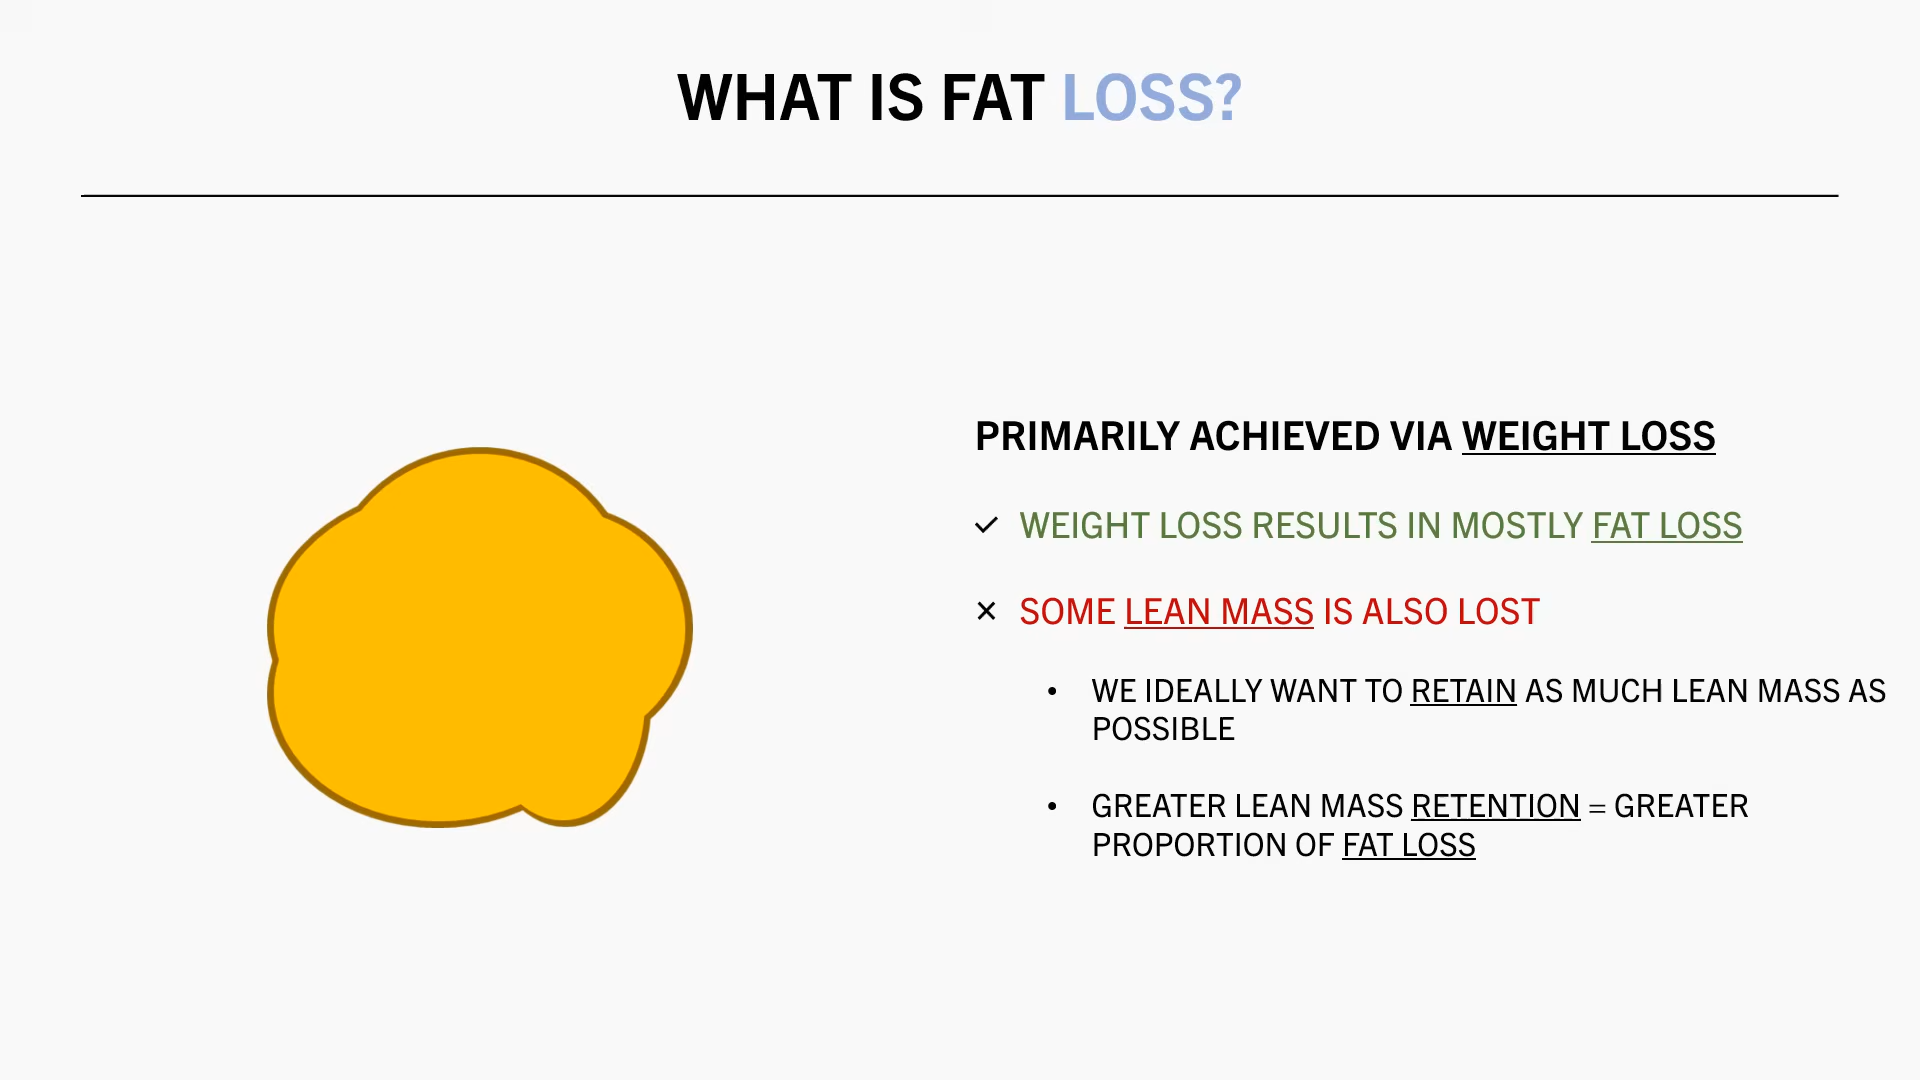 WHAT IS FAT LOSS?
PRIMARILY ACHIEVED VIA WEIGHT LOSS
✓ WEIGHT LOSS RESULTS IN MOSTLY FAT LOSS
✕ SOME LEAN MASS IS ALSO LOST
• WE IDEALLY WANT TO RETAIN AS MUCH LEAN MASS AS
POSSIBLE
• GREATER LEAN MASS RETENTION = GREATER
PROPORTION OF FAT LOSS